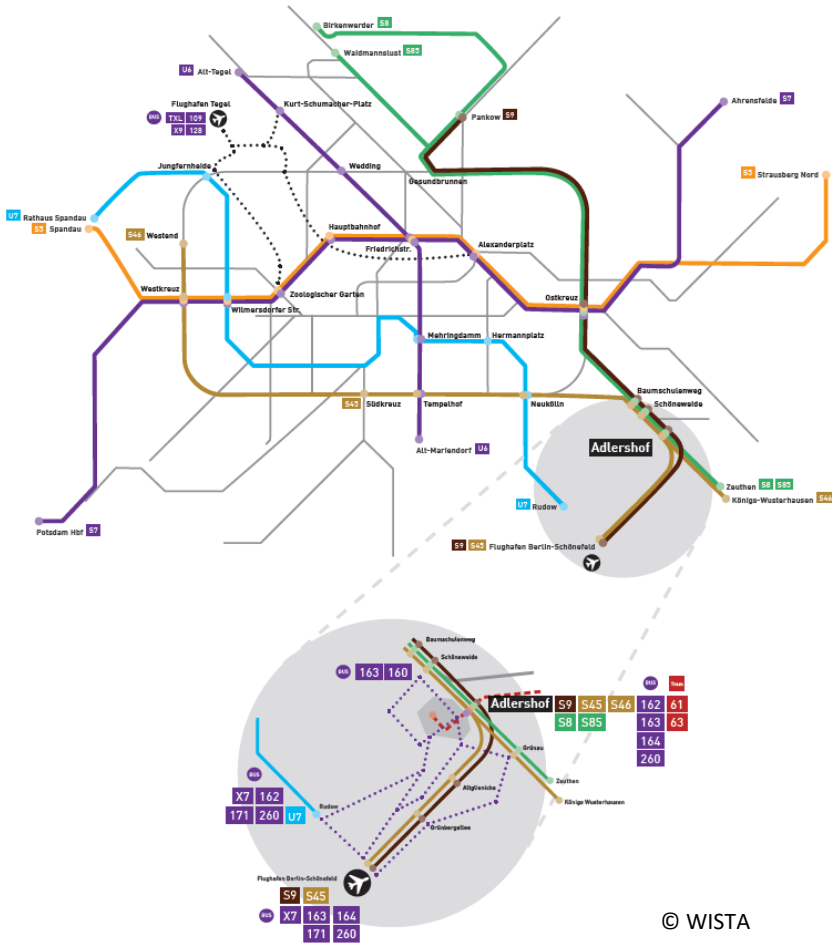 Birkenwerder S8
Waidmannslust S85
U6 Alt-Tegel
Flughafen Tegel
BUS TXL 109
X9 128
Kurt-Schumacher-Platz
Pankow S9
Ahrensfelde S7
Jungfernheide
Wedding
Gesundbrunnen
S5 Strausberg Nord
U7 Rathaus Spandau
S5 Spandau
S46 Westend
Hauptbahnhof
Friedrichstr.
Alexanderplatz
Westkreuz
Wilmersdorfer Str.
Zoologischer Garten
Ostkreuz
Mehringdamm
Hermannplatz
S45 Südkreuz
Tempelhof
Neukölln
Baumschulenweg
Schöneweide
Alt-Mariendorf U6
Adlershof
Zeuthen S8 S85
Königs-Wusterhausen S46
U7 Rudow
Potsdam Hbf S7
S9 S45 Flughafen Berlin-Schönefeld
Baumschulenweg
Schöneweide
BUS 163 160
BUS Tram
Adlershof S9 S45 S46 162 61
S8 S85 163 63
164
260
Grünau
Zeuthen
Königs Wusterhausen
Altglienicke
BUS
X7 162
171 260 U7
Rudow
Grünbergallee
Flughafen Berlin-Schönefeld
S9 S45
BUS X7 163 164
171 260
© WISTA